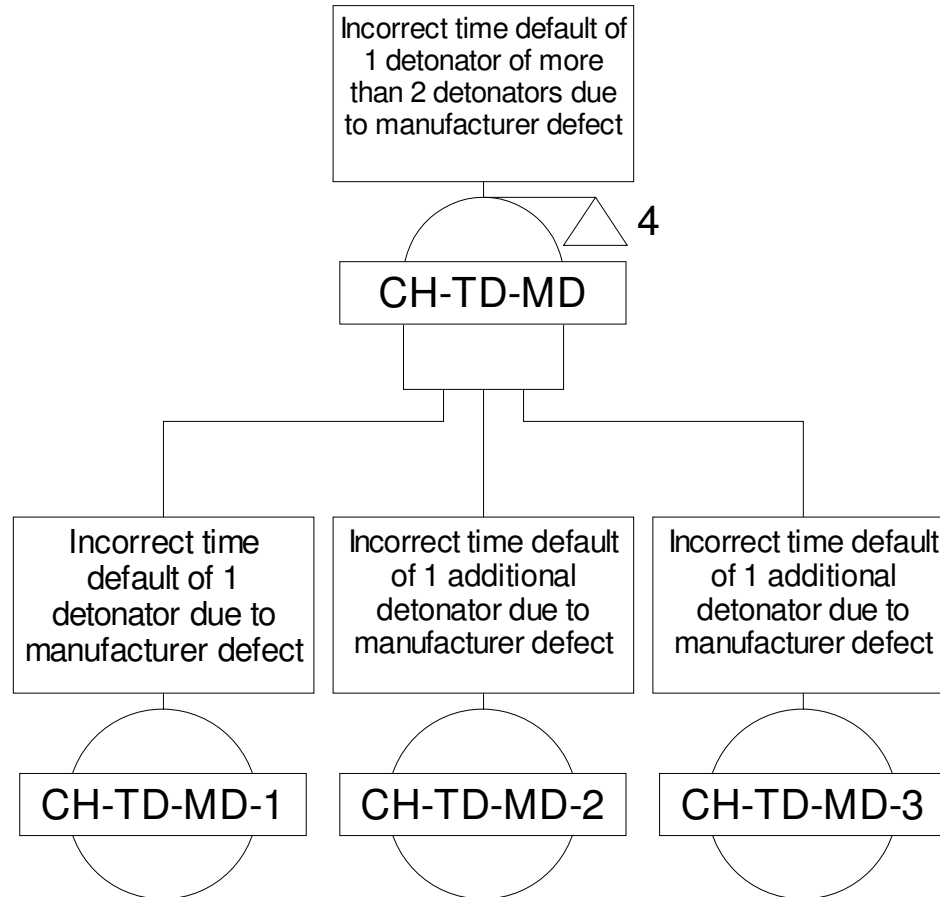 Incorrect time default of
1 detonator of more
than 2 detonators due
to manufacturer defect
4
CH-TD-MD
Incorrect time
default of 1
detonator due to
manufacturer defect
Incorrect time default
of 1 additional
detonator due to
manufacturer defect
Incorrect time default
of 1 additional
detonator due to
manufacturer defect
CH-TD-MD-1
CH-TD-MD-2
CH-TD-MD-3